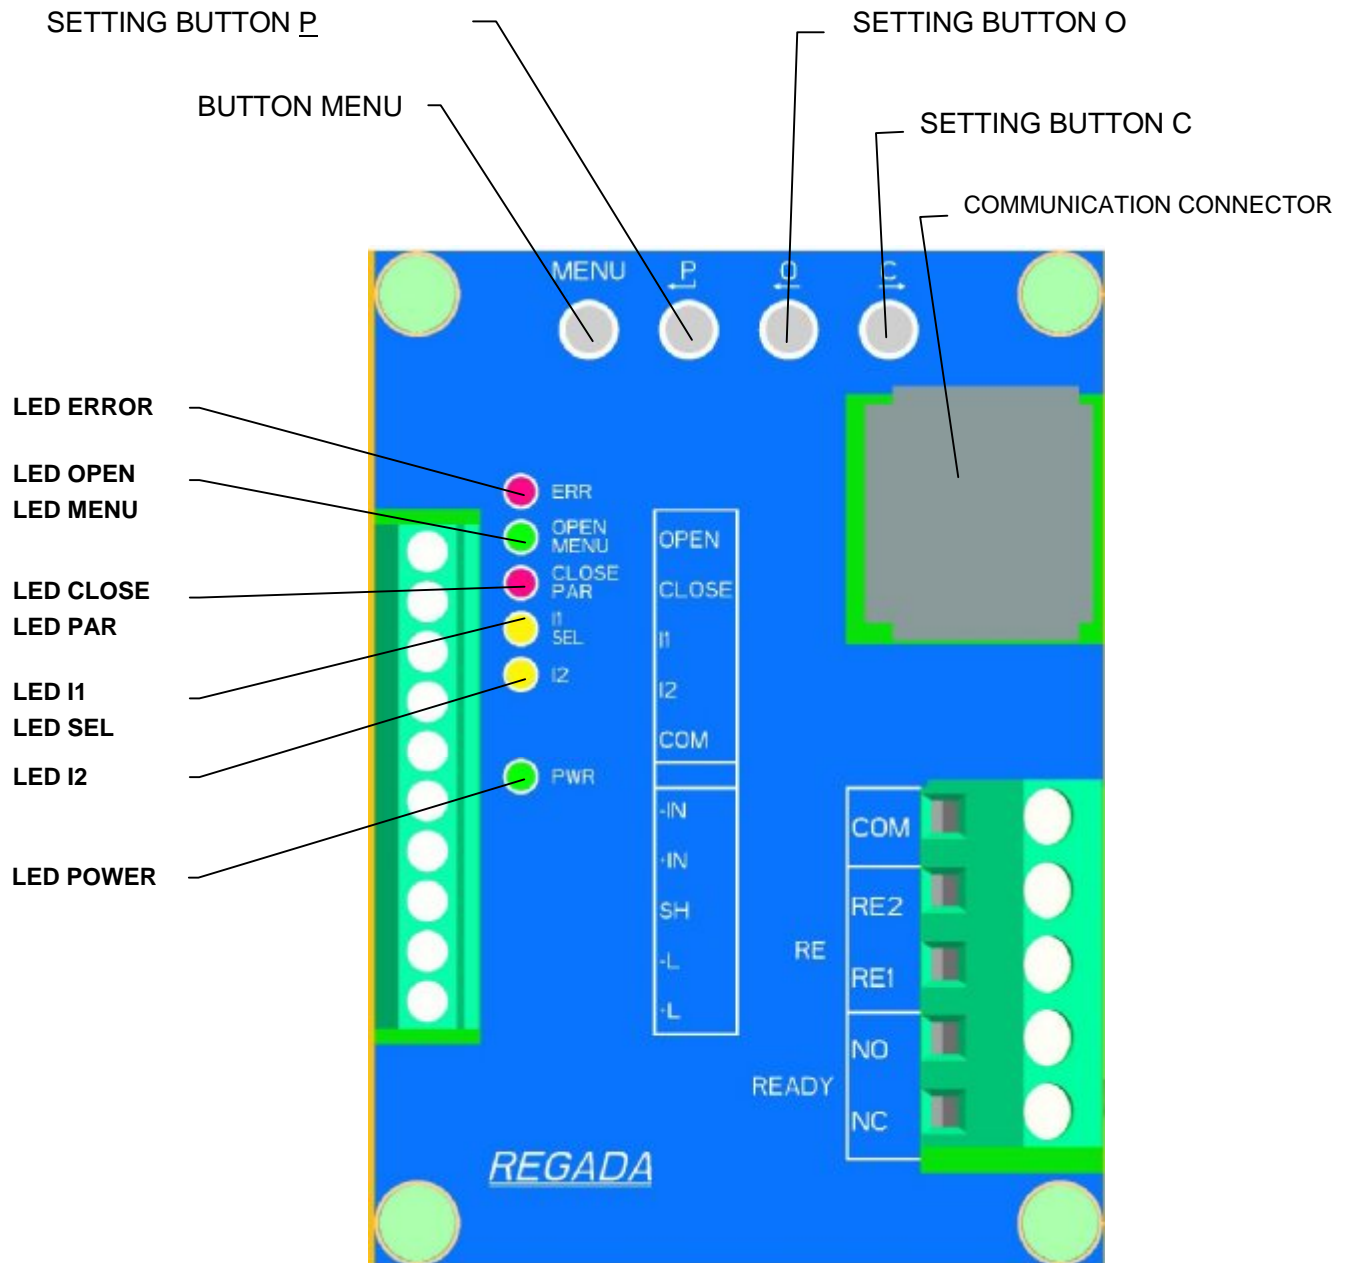 SETTING BUTTON P
SETTING BUTTON O
BUTTON MENU
SETTING BUTTON C
COMMUNICATION CONNECTOR
MENU
P
O
C
LED ERROR
LED OPEN
LED MENU
LED CLOSE
LED PAR
LED I1
LED SEL
LED I2
LED POWER
ERR
OPEN
MENU
CLOSE
PAR
I1
SEL
I2
PWR
OPEN
CLOSE
I1
I2
COM
-IN
+IN
SH
-L
+L
COM
RE2
RE
RE1
NO
READY
NC
REGADA